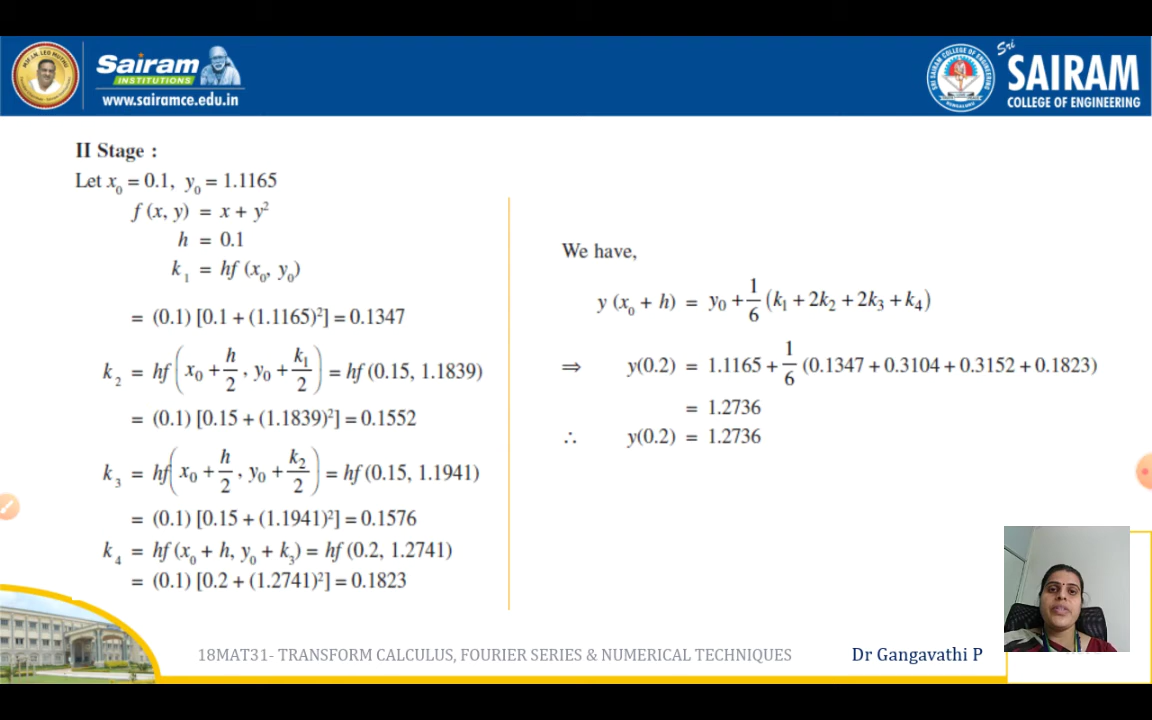 Sairam
INSTITUTIONS
www.sairamce.edu.in
Sri
SAIRAM
COLLEGE OF ENGINEERING
II Stage :
Let x₀ = 0.1, y₀ = 1.1165
f (x, y) = x + y²
h = 0.1
k₁ = hf (x₀, y₀)
= (0.1) [0.1 + (1.1165)²] = 0.1347
k₂ = hf (x₀ + h/2, y₀ + k₁/2) = hf (0.15, 1.1839)
= (0.1) [0.15 + (1.1839)²] = 0.1552
k₃ = hf (x₀ + h/2, y₀ + k₂/2) = hf (0.15, 1.1941)
= (0.1) [0.15 + (1.1941)²] = 0.1576
k₄ = hf (x₀ + h, y₀ + k₃) = hf (0.2, 1.2741)
= (0.1) [0.2 + (1.2741)²] = 0.1823
We have,
y (x₀ + h) = y₀ + 1/6 (k₁ + 2k₂ + 2k₃ + k₄)
⇒ y(0.2) = 1.1165 + 1/6 (0.1347 + 0.3104 + 0.3152 + 0.1823)
= 1.2736
∴ y(0.2) = 1.2736
18MAT31- TRANSFORM CALCULUS, FOURIER SERIES & NUMERICAL TECHNIQUES
Dr Gangavathi P